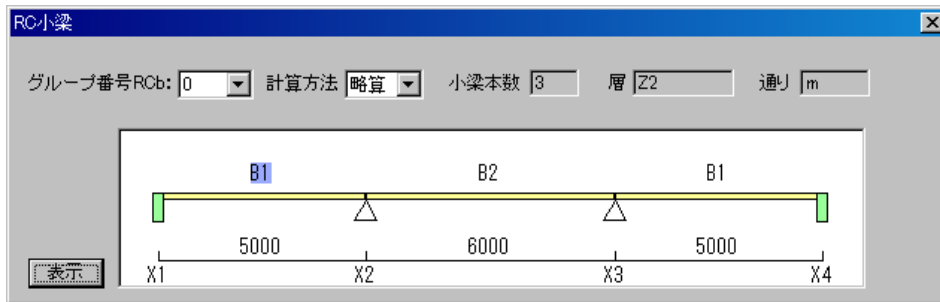 RC小梁
グループ番号RCb: 0 計算方法 略算 小梁本数 3 層 Z2 通り m
B1 B2 B1
5000 6000 5000
表示 X1 X2 X3 X4